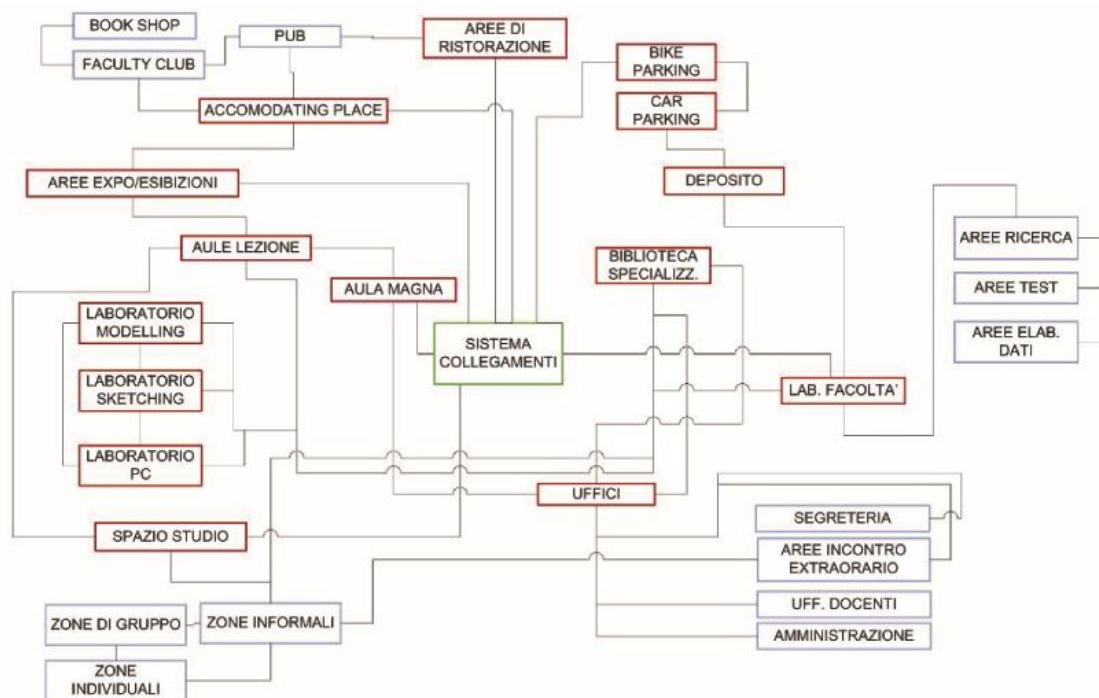 BOOK SHOP
FACULTY CLUB
PUB
AREE DI
RISTORAZIONE
BIKE
PARKING
CAR
PARKING
ACCOMODATING PLACE
AREE EXPO/ESIBIZIONI
DEPOSITO
AULE LEZIONE
AULA MAGNA
BIBLIOTECA
SPECIALIZZ.
AREE RICERCA
AREE TEST
AREE ELAB.
DATI
LABORATORIO
MODELLING
LABORATORIO
SKETCHING
LABORATORIO
PC
SISTEMA
COLLEGAMENTI
LAB. FACOLTA'
UFFICI
SPAZIO STUDIO
SEGRETERIA
AREE INCONTRO
EXTRAORARIO
UFF. DOCENTI
AMMINISTRAZIONE
ZONE DI GRUPPO
ZONE INFORMALI
ZONE
INDIVIDUALI